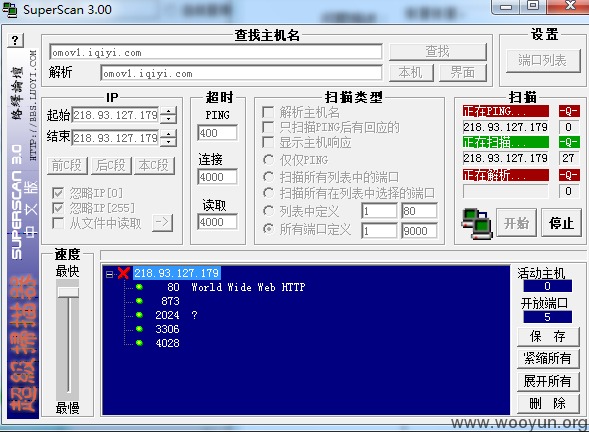 SuperScan 3.00
-?
查找主机名
omov1.iqiyi.com
查找
解析
omov1.iqiyi.com
本机
界面
设置
端口列表
IP
起始
218.93.127.179
结束
218.93.127.179
前C段
后C段
本C段
忽略IP[0]
忽略IP[255]
从文件中读取
->
超时
PING
400
连接
4000
读取
4000
扫描类型
解析主机名
只扫描PING后有回应的
显示主机响应
仅仅PING
扫描所有列表中的端口
扫描所有在列表中选择的端口
列表中定义 1 80
所有端口定义 1 9000
扫描
正在PING... -Q-
218.93.127.179 0
正在扫描... -Q-
218.93.127.179 27
正在解析... -Q-
0
开始
停止
超级扫描器
SUPERSCAN 3.0
中文版
HTTP://BBS.LUOYI.COM
速度
最快
最慢
218.93.127.179
80 World Wide Web HTTP
873
2024 ?
3306
4028
活动主机
0
开放端口
5
保 存
紧缩所有
展开所有
删 除
www.wooyun.org